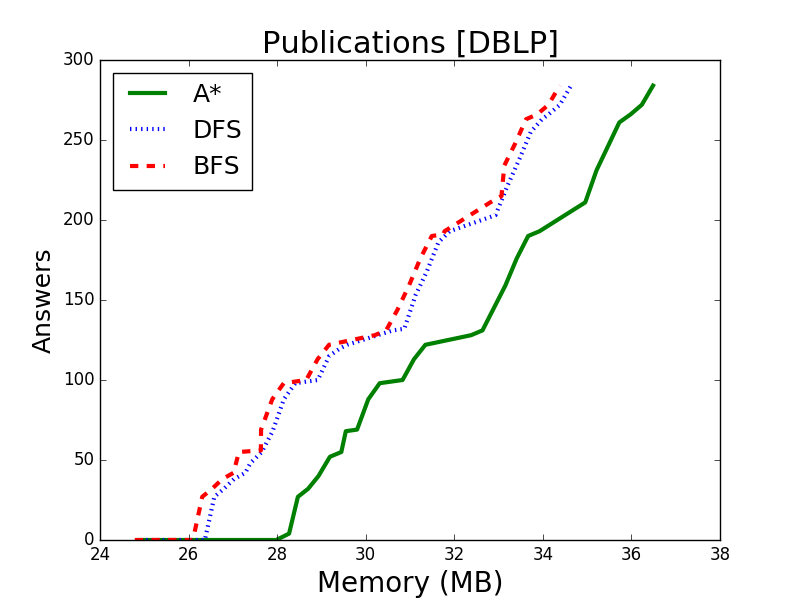 Publications [DBLP]
A*
DFS
BFS
Answers
300
250
200
150
100
50
0
24 26 28 30 32 34 36 38
Memory (MB)